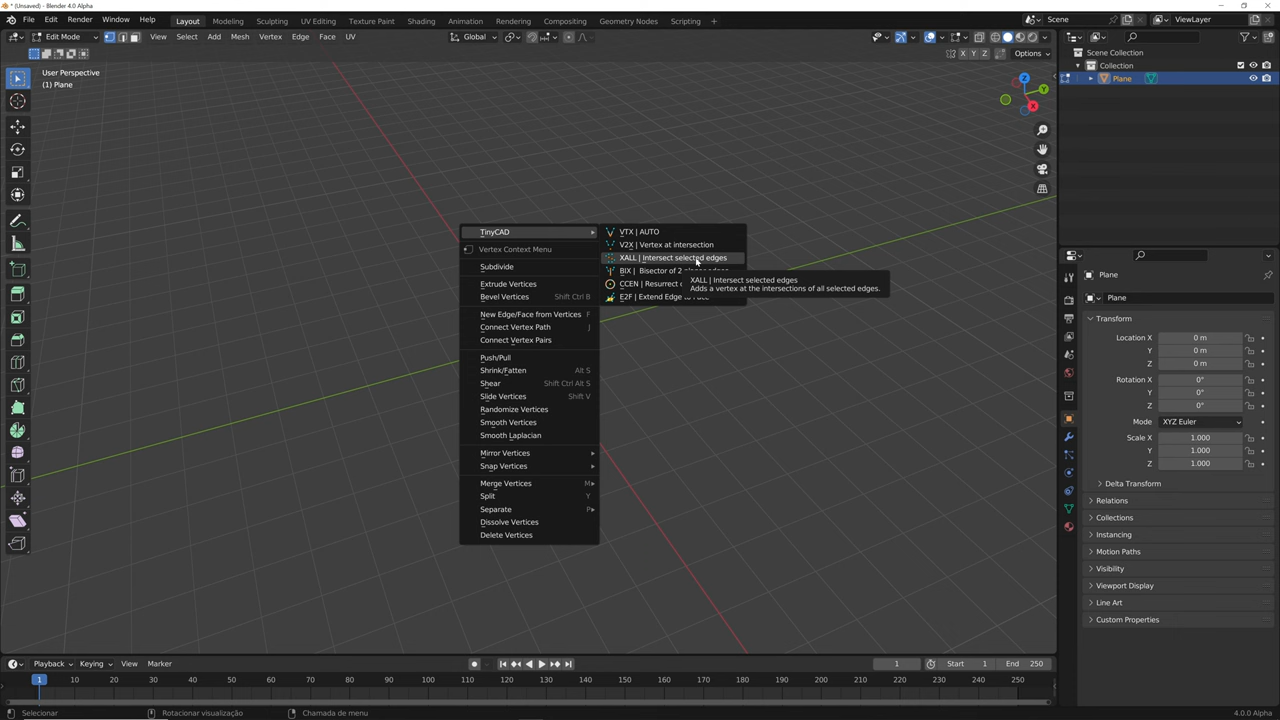 * (Unsaved) - Blender 4.0 Alpha
File Edit Render Window Help Layout Modeling Sculpting UV Editing Texture Paint Shading Animation Rendering Compositing Geometry Nodes Scripting + Scene ViewLayer
Edit Mode View Select Add Mesh Vertex Edge Face UV Global
X Y Z Options
User Perspective
(1) Plane
Z
Y
X
Scene Collection
Collection
Plane
TinyCAD
Vertex Context Menu
Subdivide
Extrude Vertices
Bevel Vertices Shift Ctrl B
New Edge/Face from Vertices F
Connect Vertex Path J
Connect Vertex Pairs
Push/Pull
Shrink/Fatten Alt S
Shear Shift Ctrl Alt S
Slide Vertices Shift V
Randomize Vertices
Smooth Vertices
Smooth Laplacian
Mirror Vertices
Snap Vertices
Merge Vertices M
Split Y
Separate P
Dissolve Vertices
Delete Vertices
VTX | AUTO
V2X | Vertex at intersection
XALL | Intersect selected edges
BIX | Bisector of 2
CCEN | Resurrect
E2F | Extend Edge to
XALL | Intersect selected edges
Adds a vertex at the intersections of all selected edges.
Plane
Plane
Transform
Location X 0 m
Y 0 m
Z 0 m
Rotation X 0°
Y 0°
Z 0°
Mode XYZ Euler
Scale X 1.000
Y 1.000
Z 1.000
Delta Transform
Relations
Collections
Instancing
Motion Paths
Visibility
Viewport Display
Line Art
Custom Properties
Playback Keying View Marker 1 Start 1 End 250
1 10 20 30 40 50 60 70 80 90 100 110 120 130 140 150 160 170 180 190 200 210 220 230 240 250
Selecionar Rotacionar visualização Chamada de menu 4.0.0 Alpha